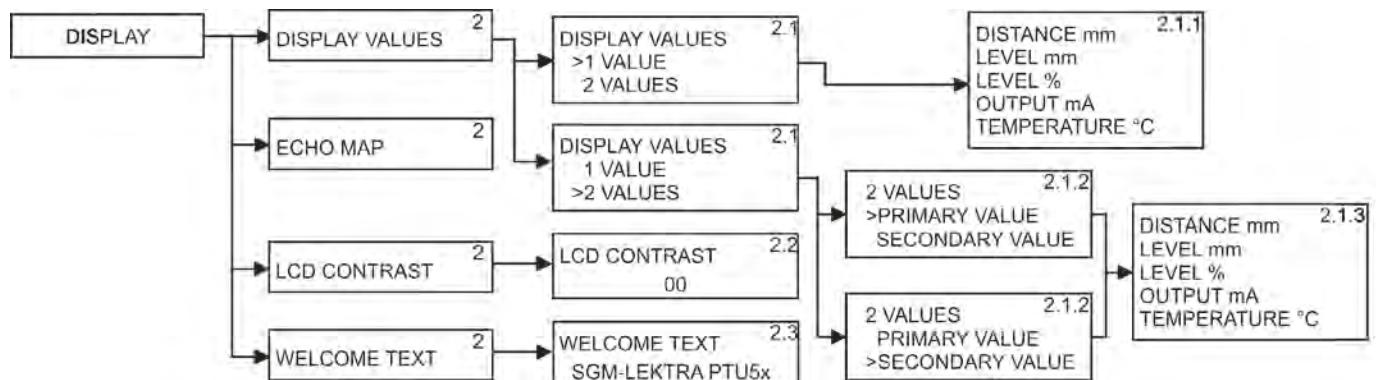 DISPLAY
DISPLAY VALUES 2
ECHO MAP 2
LCD CONTRAST 2
WELCOME TEXT 2
DISPLAY VALUES 2.1
>1 VALUE
2 VALUES
DISPLAY VALUES 2.1
1 VALUE
>2 VALUES
LCD CONTRAST 2.2
00
WELCOME TEXT 2.3
SGM-LEKTRA PTU5x
DISTANCE mm 2.1.1
LEVEL mm
LEVEL %
OUTPUT mA
TEMPERATURE °C
2 VALUES 2.1.2
>PRIMARY VALUE
SECONDARY VALUE
2 VALUES 2.1.2
PRIMARY VALUE
>SECONDARY VALUE
DISTANCE mm 2.1.3
LEVEL mm
LEVEL %
OUTPUT mA
TEMPERATURE °C